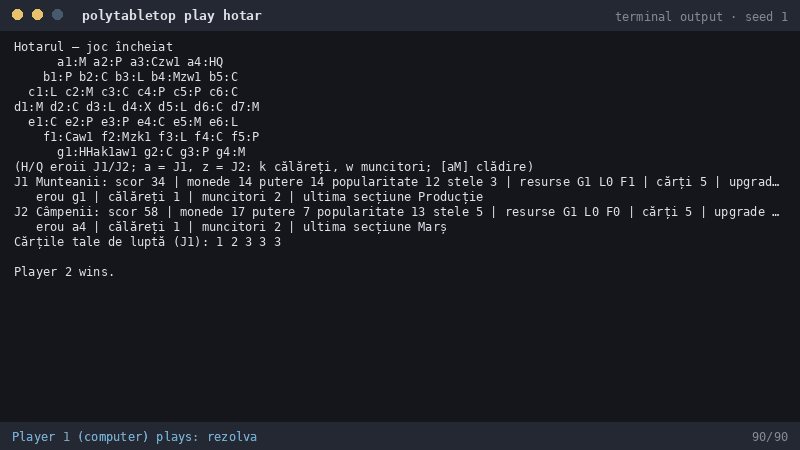 polytabletop play hotar
terminal output · seed 1
Hotarul — joc încheiat
a1:M a2:P a3:Czw1 a4:HQ
b1:P b2:C b3:L b4:Mzw1 b5:C
c1:L c2:M c3:C c4:P c5:P c6:C
d1:M d2:C d3:L d4:X d5:L d6:C d7:M
e1:C e2:P e3:P e4:C e5:M e6:L
f1:Caw1 f2:Mzk1 f3:L f4:C f5:P
g1:HHak1aw1 g2:C g3:P g4:M
(H/Q eroii J1/J2; a = J1, z = J2: k călăreți, w muncitori; [aM] clădire)
J1 Munteanii: scor 34 | monede 14 putere 14 popularitate 12 stele 3 | resurse G1 L0 F1 | cărți 5 | upgrad…
erou g1 | călăreți 1 | muncitori 2 | ultima secțiune Producție
J2 Câmpenii: scor 58 | monede 17 putere 7 popularitate 13 stele 5 | resurse G1 L0 F0 | cărți 5 | upgrade …
erou a4 | călăreți 1 | muncitori 2 | ultima secțiune Marș
Cărțile tale de luptă (J1): 1 2 3 3 3
Player 2 wins.
Player 1 (computer) plays: rezolva
90/90